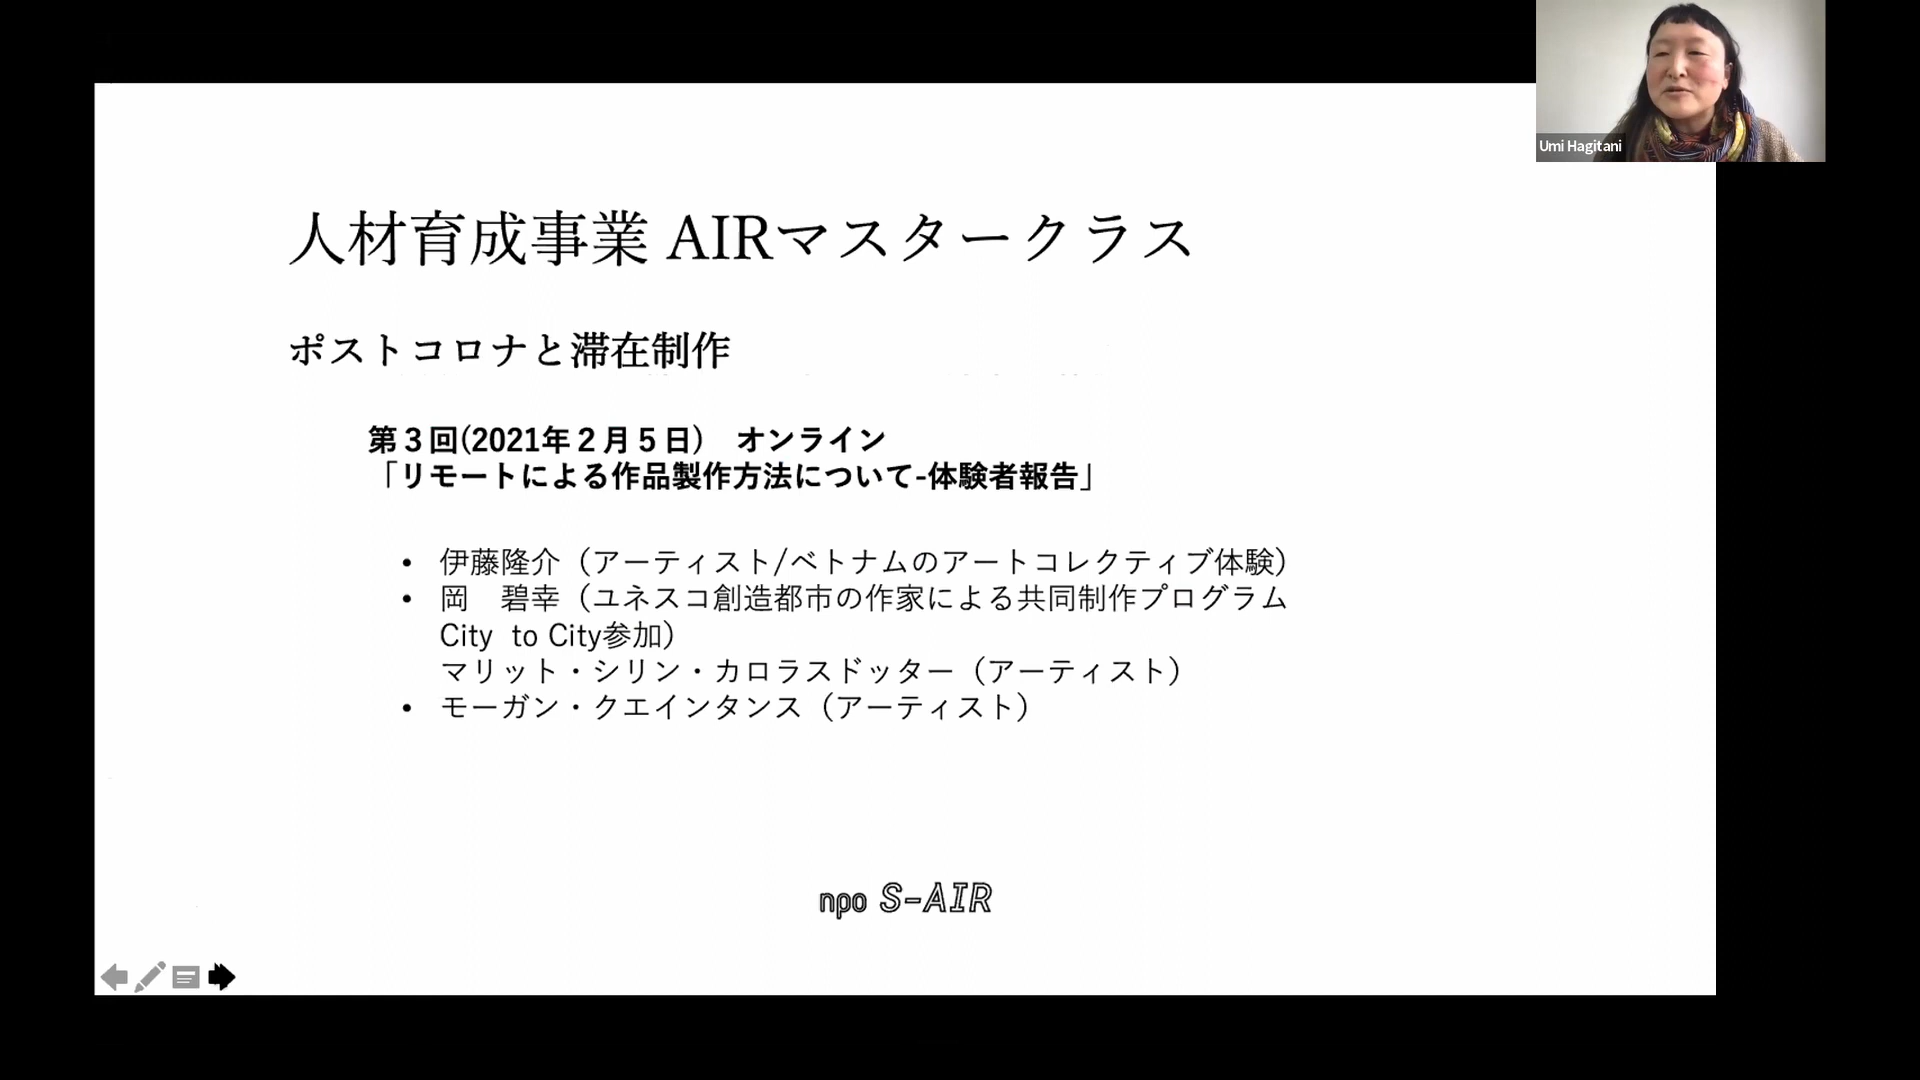 Umi Hagitani
人材育成事業 AIRマスタークラス
ポストコロナと滞在制作
第３回(2021年２月５日)　オンライン
「リモートによる作品製作方法について-体験者報告」
• 伊藤隆介（アーティスト/ベトナムのアートコレクティブ体験）
• 岡　碧幸（ユネスコ創造都市の作家による共同制作プログラム
City to City参加）
マリット・シリン・カロラスドッター（アーティスト）
• モーガン・クエインタンス（アーティスト）
npo S-AIR